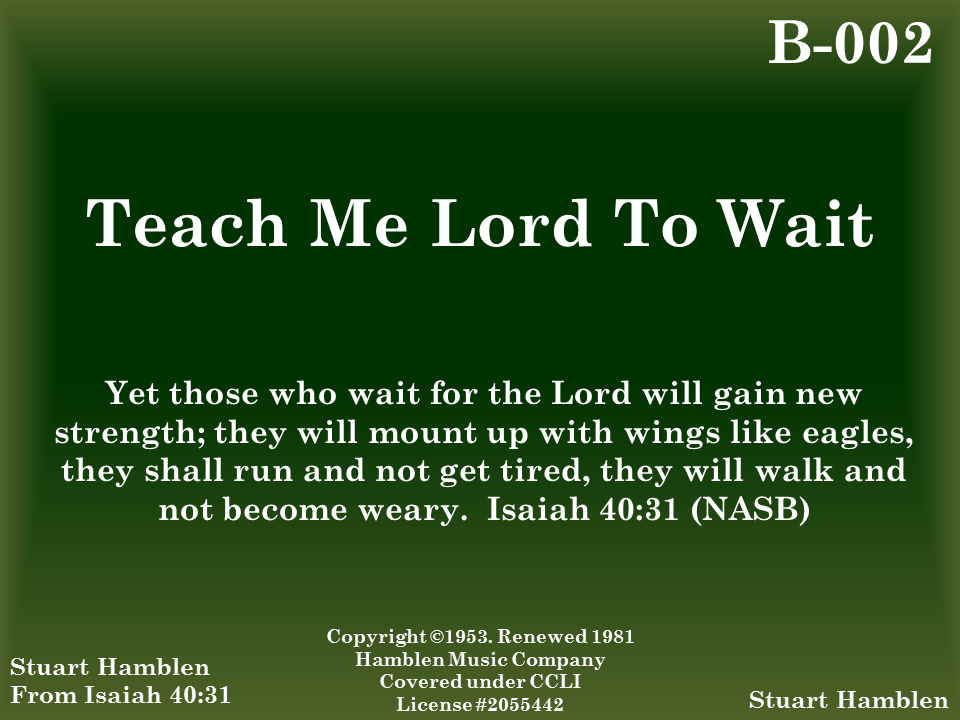 B-002
Teach Me Lord To Wait
Yet those who wait for the Lord will gain new
strength; they will mount up with wings like eagles,
they shall run and not get tired, they will walk and
not become weary.  Isaiah 40:31 (NASB)
Stuart Hamblen
From Isaiah 40:31
Copyright ©1953. Renewed 1981
Hamblen Music Company
Covered under CCLI
License #2055442
Stuart Hamblen